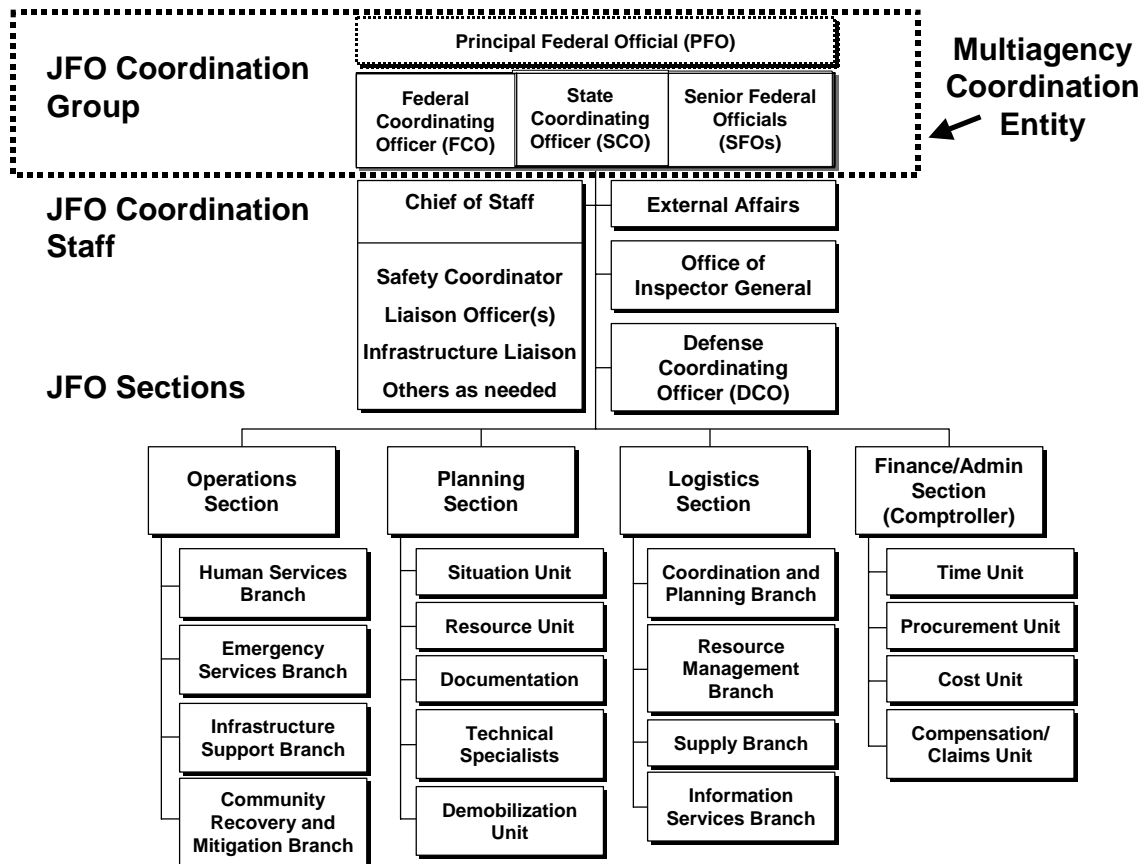 Principal Federal Official (PFO)
JFO Coordination
Group
Federal
Coordinating
Officer (FCO)
State
Coordinating
Officer (SCO)
Senior Federal
Officials
(SFOs)
Multiagency
Coordination
Entity
JFO Coordination
Staff
Chief of Staff
Safety Coordinator
Liaison Officer(s)
Infrastructure Liaison
Others as needed
External Affairs
Office of
Inspector General
Defense
Coordinating
Officer (DCO)
JFO Sections
Operations
Section
Human Services
Branch
Emergency
Services Branch
Infrastructure
Support Branch
Community
Recovery and
Mitigation Branch
Planning
Section
Situation Unit
Resource Unit
Documentation
Technical
Specialists
Demobilization
Unit
Logistics
Section
Coordination and
Planning Branch
Resource
Management
Branch
Supply Branch
Information
Services Branch
Finance/Admin
Section
(Comptroller)
Time Unit
Procurement Unit
Cost Unit
Compensation/
Claims Unit